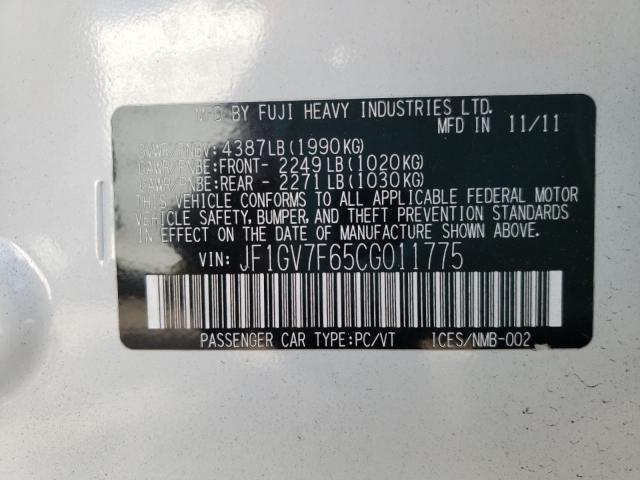 MFD BY FUJI HEAVY INDUSTRIES LTD.
MFD IN 11/11
GVWR/PNBV: 4387LB(1990KG)
GAWR/PNBE:FRONT- 2249LB(1020KG)
GAWR/PNBE:REAR - 2271LB(1030KG)
THIS VEHICLE CONFORMS TO ALL APPLICABLE FEDERAL MOTOR
VEHICLE SAFETY, BUMPER, AND THEFT PREVENTION STANDARDS
IN EFFECT ON THE DATE OF MANUFACTURE SHOWN ABOVE.
VIN: JF1GV7F65CG011775
PASSENGER CAR TYPE:PC/VT ICES/NMB-002